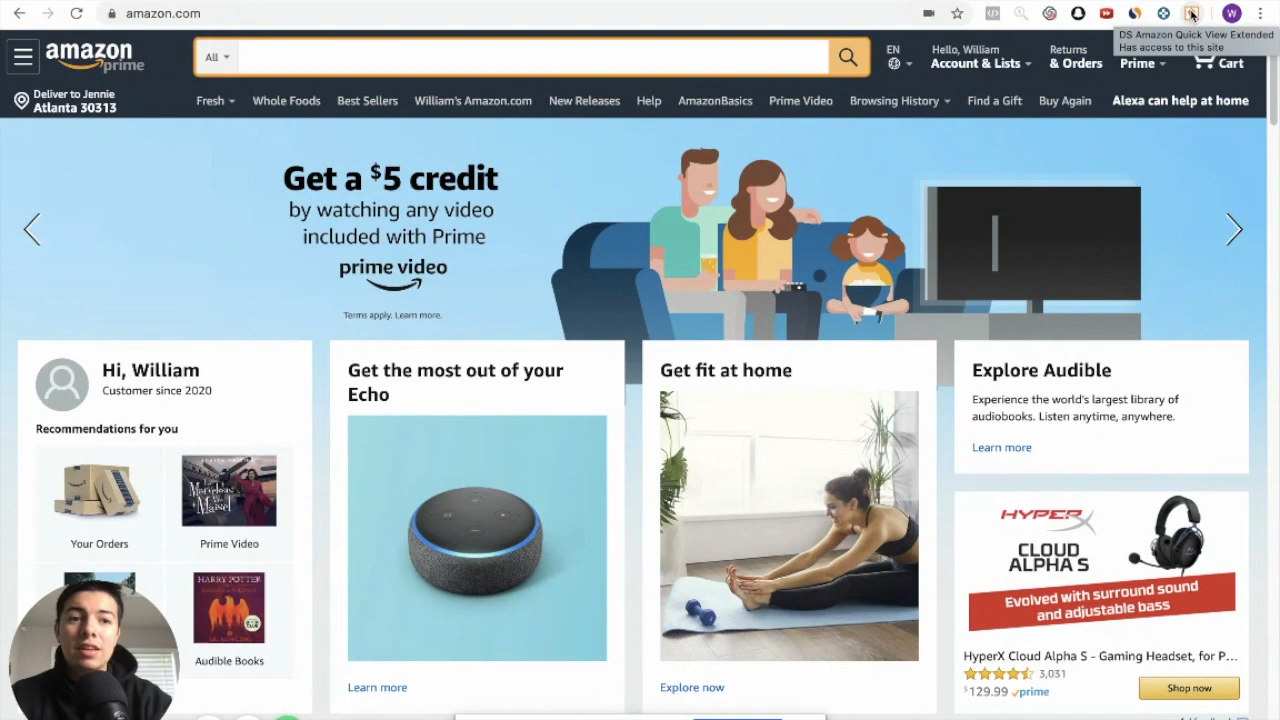 amazon.com
W
DS Amazon Quick View Extended
Has access to this site
amazon
prime
All
EN
Hello, William
Account & Lists
Returns
& Orders
Prime
Cart
Deliver to Jennie
Atlanta 30313
Fresh
Whole Foods
Best Sellers
William's Amazon.com
New Releases
Help
AmazonBasics
Prime Video
Browsing History
Find a Gift
Buy Again
Alexa can help at home
Get a $5 credit
by watching any video
included with Prime
prime video
Terms apply. Learn more.
Hi, William
Customer since 2020
Recommendations for you
Your Orders
Marvelous
Mrs.
Maisel
Prime Video
HARRY POTTER
J.K. ROWLING
Audible Books
Get the most out of your
Echo
Learn more
Get fit at home
Explore now
Explore Audible
Experience the world's largest library of
audiobooks. Listen anytime, anywhere.
Learn more
HYPERX
CLOUD
ALPHA S
Evolved with surround sound
and adjustable bass
HyperX Cloud Alpha S - Gaming Headset, for P...
3,031
$129.99 prime
Shop now